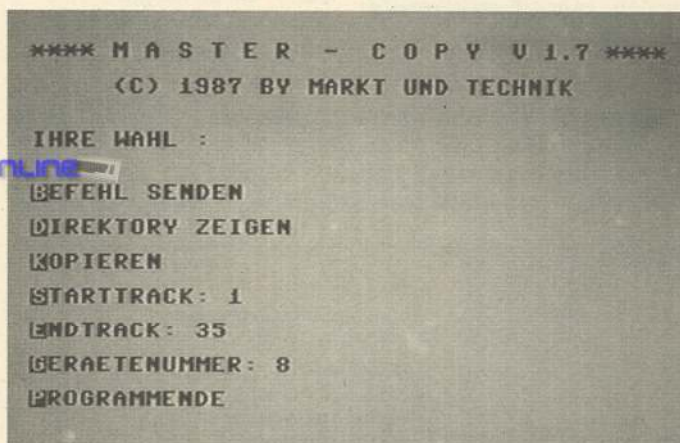 **** M A S T E R - C O P Y V 1.7 ****
(C) 1987 BY MARKT UND TECHNIK
IHRE WAHL :
NLINE
BEFEHL SENDEN
DIREKTORY ZEIGEN
KOPIEREN
STARTTRACK: 1
ENDTRACK: 35
GERAETENUMMER: 8
PROGRAMMENDE